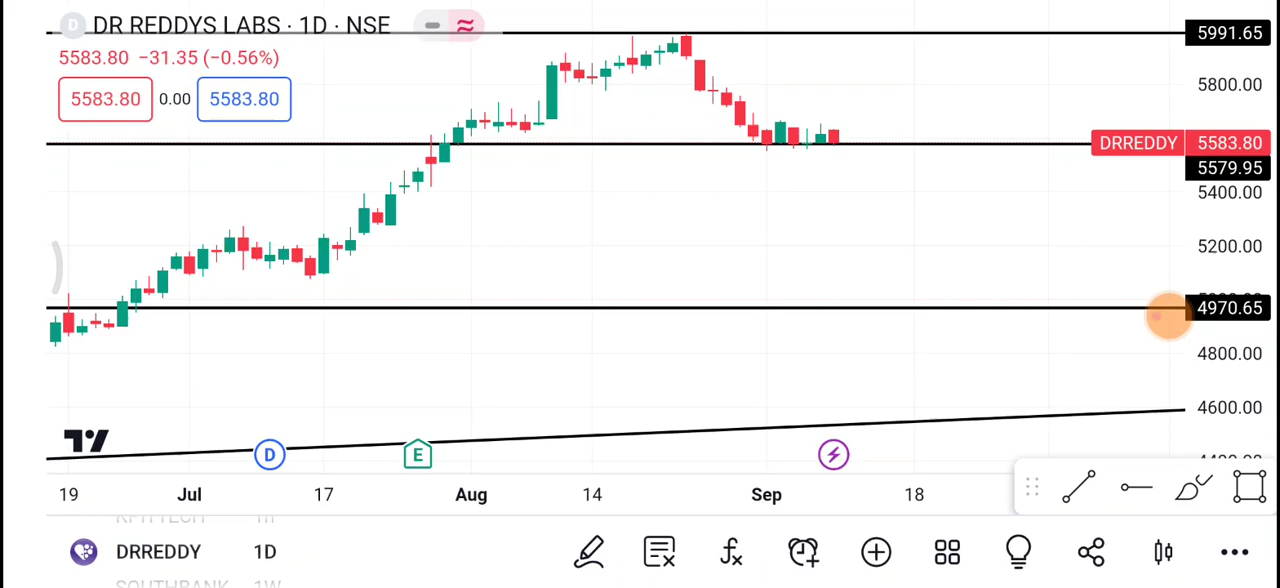 D DR REDDYS LABS · 1D · NSE
5583.80 −31.35 (−0.56%)
5583.80 0.00 5583.80
5991.65
5800.00
DRREDDY 5583.80
5579.95
5400.00
5200.00
4970.65
4800.00
4600.00
D E
19 Jul 17 Aug 14 Sep 18
DRREDDY 1D
SOUTHBANK 1W